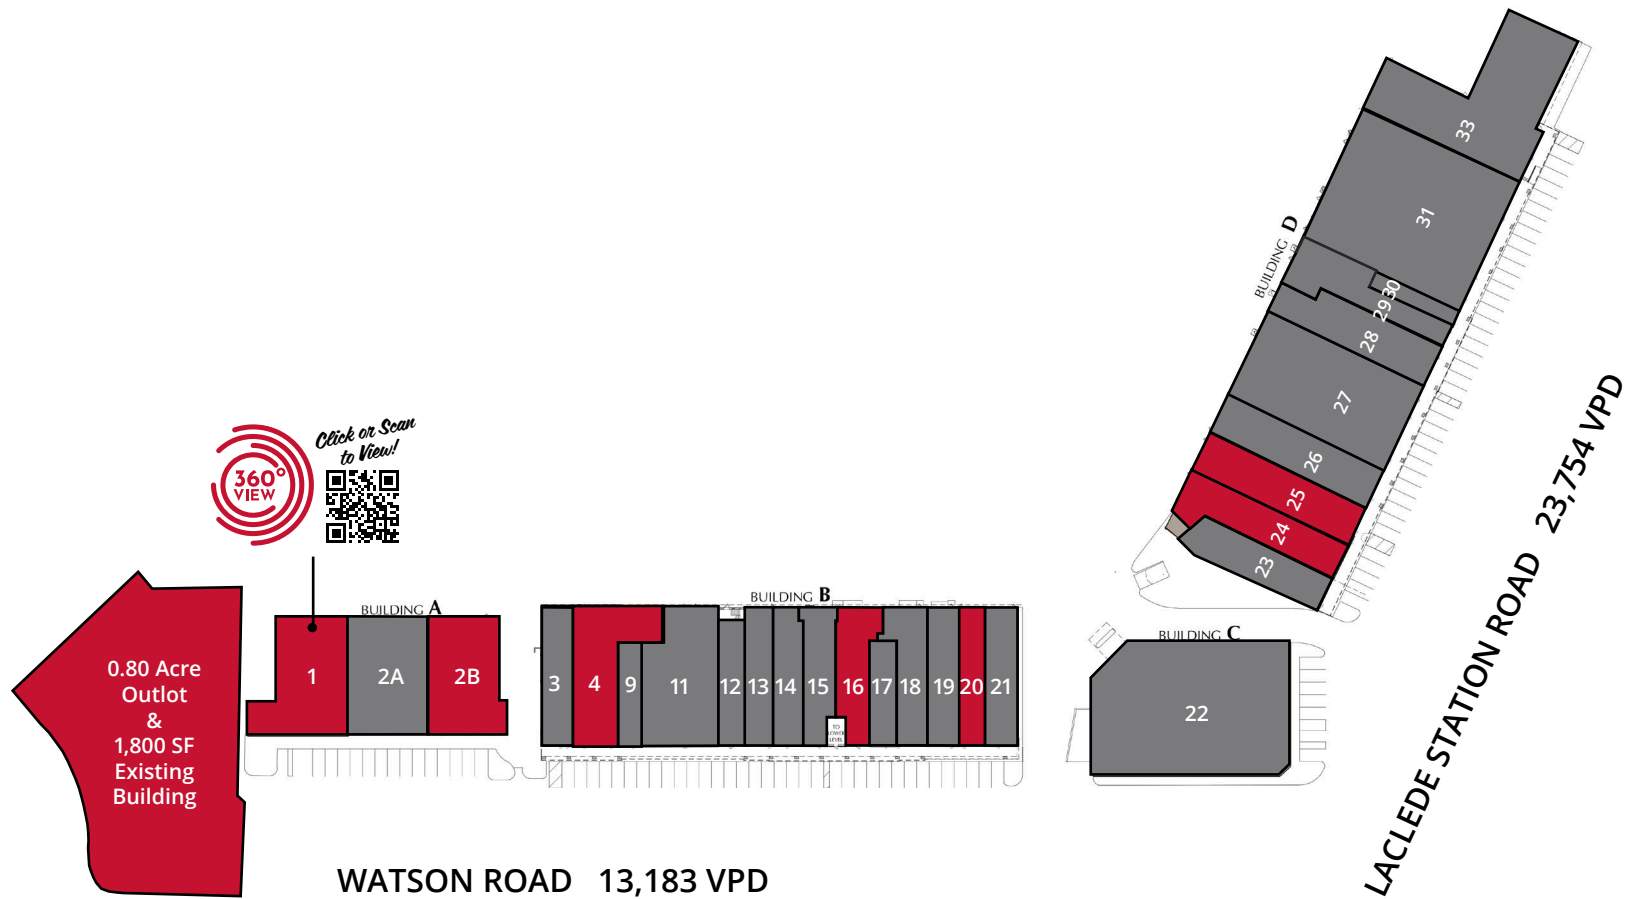 Click or Scan
to View!
360°
VIEW
BUILDING A
1
2A
2B
0.80 Acre
Outlot
&
1,800 SF
Existing
Building
BUILDING B
3
4
9
11
12
13
14
15
16
17
18
19
20
21
TO
LOWER
LEVEL
BUILDING C
22
BUILDING D
33
31
30
29
28
27
26
25
24
23
WATSON ROAD 13,183 VPD
LACLEDE STATION ROAD 23,754 VPD